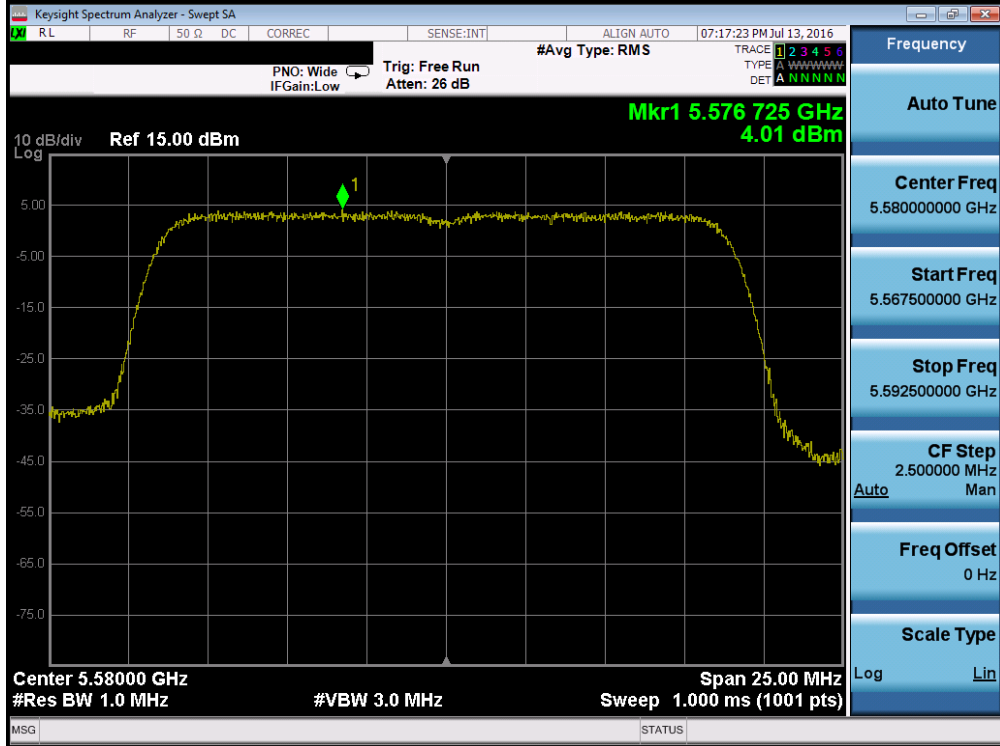 Keysight Spectrum Analyzer - Swept SA
LXI RL RF 50 Ω DC CORREC SENSE:INT ALIGN AUTO 07:17:23 PM Jul 13, 2016
#Avg Type: RMS
TRACE 1 2 3 4 5 6
PNO: Wide Trig: Free Run
TYPE A WWWWW
IFGain:Low Atten: 26 dB
DET A N N N N N
Mkr1 5.576 725 GHz
4.01 dBm
10 dB/div Ref 15.00 dBm
Log
1
5.00
-5.00
-15.0
-25.0
-35.0
-45.0
-55.0
-65.0
-75.0
Center 5.58000 GHz Span 25.00 MHz
#Res BW 1.0 MHz #VBW 3.0 MHz Sweep 1.000 ms (1001 pts)
MSG STATUS
Frequency
Auto Tune
Center Freq
5.580000000 GHz
Start Freq
5.567500000 GHz
Stop Freq
5.592500000 GHz
CF Step
2.500000 MHz
Auto Man
Freq Offset
0 Hz
Scale Type
Log Lin